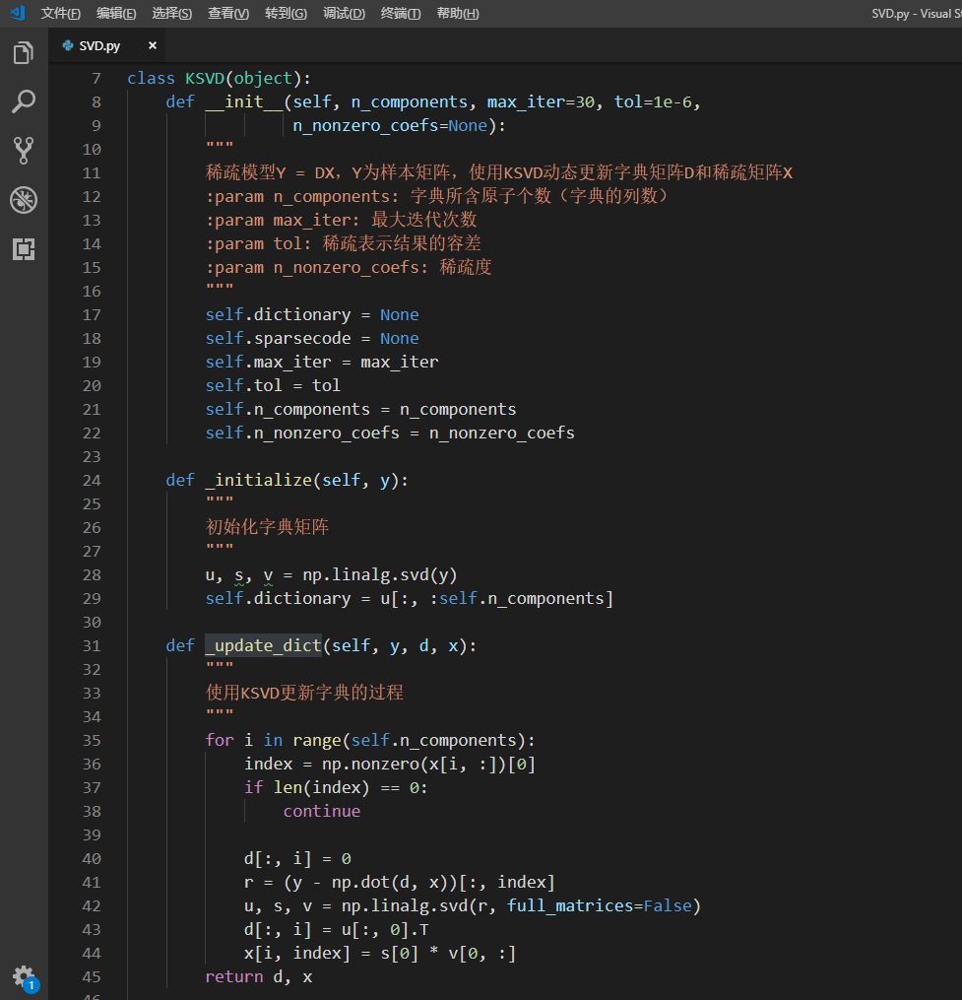 文件(F) 编辑(E) 选择(S) 查看(V) 转到(G) 调试(D) 终端(T) 帮助(H) SVD.py - Visual
SVD.py ×
7 class KSVD(object):
8     def __init__(self, n_components, max_iter=30, tol=1e-6,
9                  n_nonzero_coefs=None):
10         """
11         稀疏模型Y = DX，Y为样本矩阵，使用KSVD动态更新字典矩阵D和稀疏矩阵X
12         :param n_components: 字典所含原子个数（字典的列数）
13         :param max_iter: 最大迭代次数
14         :param tol: 稀疏表示结果的容差
15         :param n_nonzero_coefs: 稀疏度
16         """
17         self.dictionary = None
18         self.sparsecode = None
19         self.max_iter = max_iter
20         self.tol = tol
21         self.n_components = n_components
22         self.n_nonzero_coefs = n_nonzero_coefs
23
24     def _initialize(self, y):
25         """
26         初始化字典矩阵
27         """
28         u, s, v = np.linalg.svd(y)
29         self.dictionary = u[:, :self.n_components]
30
31     def _update_dict(self, y, d, x):
32         """
33         使用KSVD更新字典的过程
34         """
35         for i in range(self.n_components):
36             index = np.nonzero(x[i, :])[0]
37             if len(index) == 0:
38                 continue
39
40             d[:, i] = 0
41             r = (y - np.dot(d, x))[:, index]
42             u, s, v = np.linalg.svd(r, full_matrices=False)
43             d[:, i] = u[:, 0].T
44             x[i, index] = s[0] * v[0, :]
45         return d, x
1